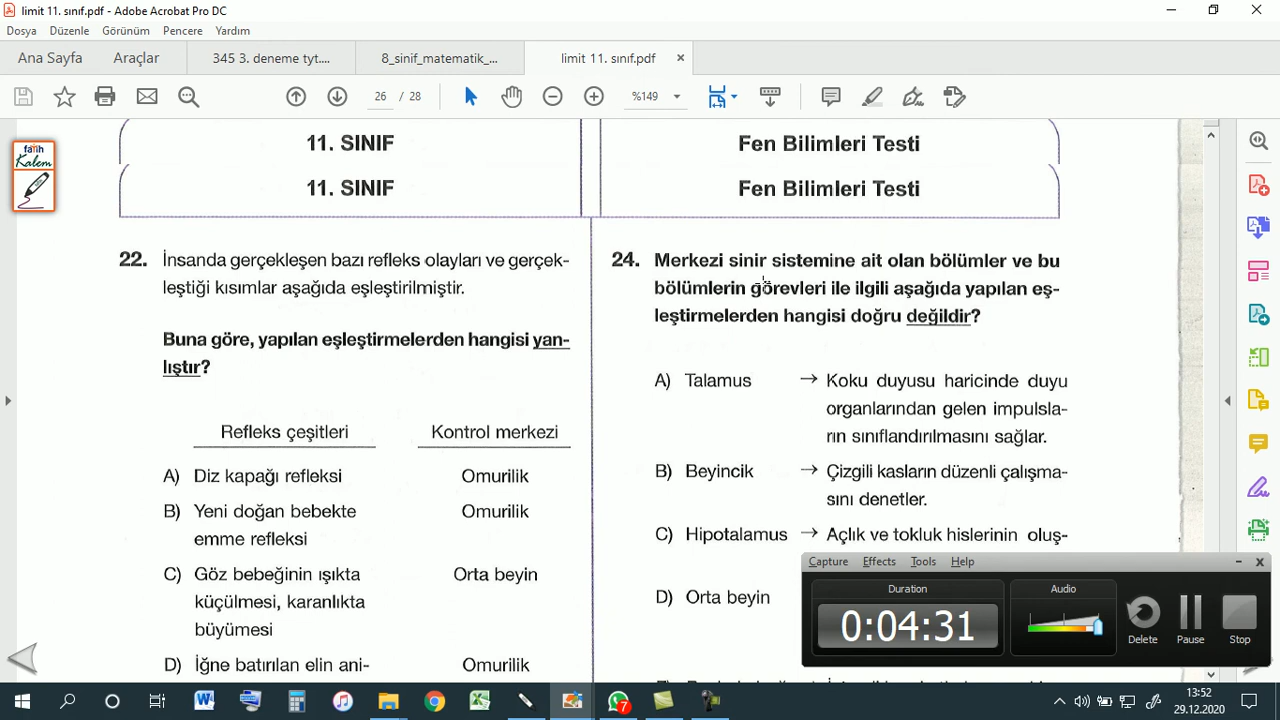 limit 11. sınıf.pdf - Adobe Acrobat Pro DC
Dosya Düzenle Görünüm Pencere Yardım
Ana Sayfa Araçlar 345 3. deneme tyt.... 8_sinif_matematik_... limit 11. sınıf.pdf
26 / 28 %149
fatih
Kalem
11. SINIF Fen Bilimleri Testi
11. SINIF Fen Bilimleri Testi
22. İnsanda gerçekleşen bazı refleks olayları ve gerçek-
leştiği kısımlar aşağıda eşleştirilmiştir.
Buna göre, yapılan eşleştirmelerden hangisi yan-
lıştır?
Refleks çeşitleri Kontrol merkezi
A) Diz kapağı refleksi Omurilik
B) Yeni doğan bebekte Omurilik
emme refleksi
C) Göz bebeğinin ışıkta Orta beyin
küçülmesi, karanlıkta
büyümesi
D) İğne batırılan elin ani- Omurilik
24. Merkezi sinir sistemine ait olan bölümler ve bu
bölümlerin görevleri ile ilgili aşağıda yapılan eş-
leştirmelerden hangisi doğru değildir?
A) Talamus → Koku duyusu haricinde duyu
organlarından gelen impulsla-
rın sınıflandırılmasını sağlar.
B) Beyincik → Çizgili kasların düzenli çalışma-
sını denetler.
C) Hipotalamus → Açlık ve tokluk hislerinin oluş-
D) Orta beyin
Capture Effects Tools Help
Duration Audio
0:04:31
Delete Pause Stop
7
13:52
29.12.2020